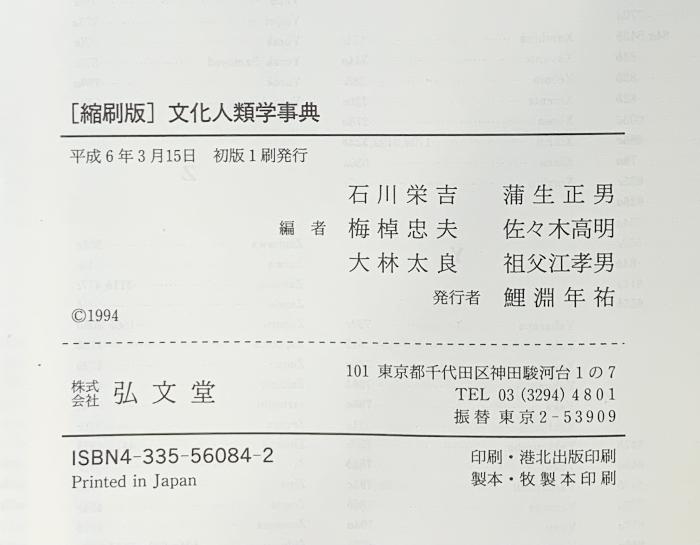 ［縮刷版］文化人類学事典
平成6年3月15日 初版1刷発行
石川栄吉 蒲生正男
編者 梅棹忠夫 佐々木高明
大林太良 祖父江孝男
発行者 鯉淵年祐
©1994
株式会社 弘文堂
101 東京都千代田区神田駿河台1の7
TEL 03(3294)4801
振替 東京2-53909
ISBN4-335-56084-2
Printed in Japan
印刷・港北出版印刷
製本・牧製本印刷